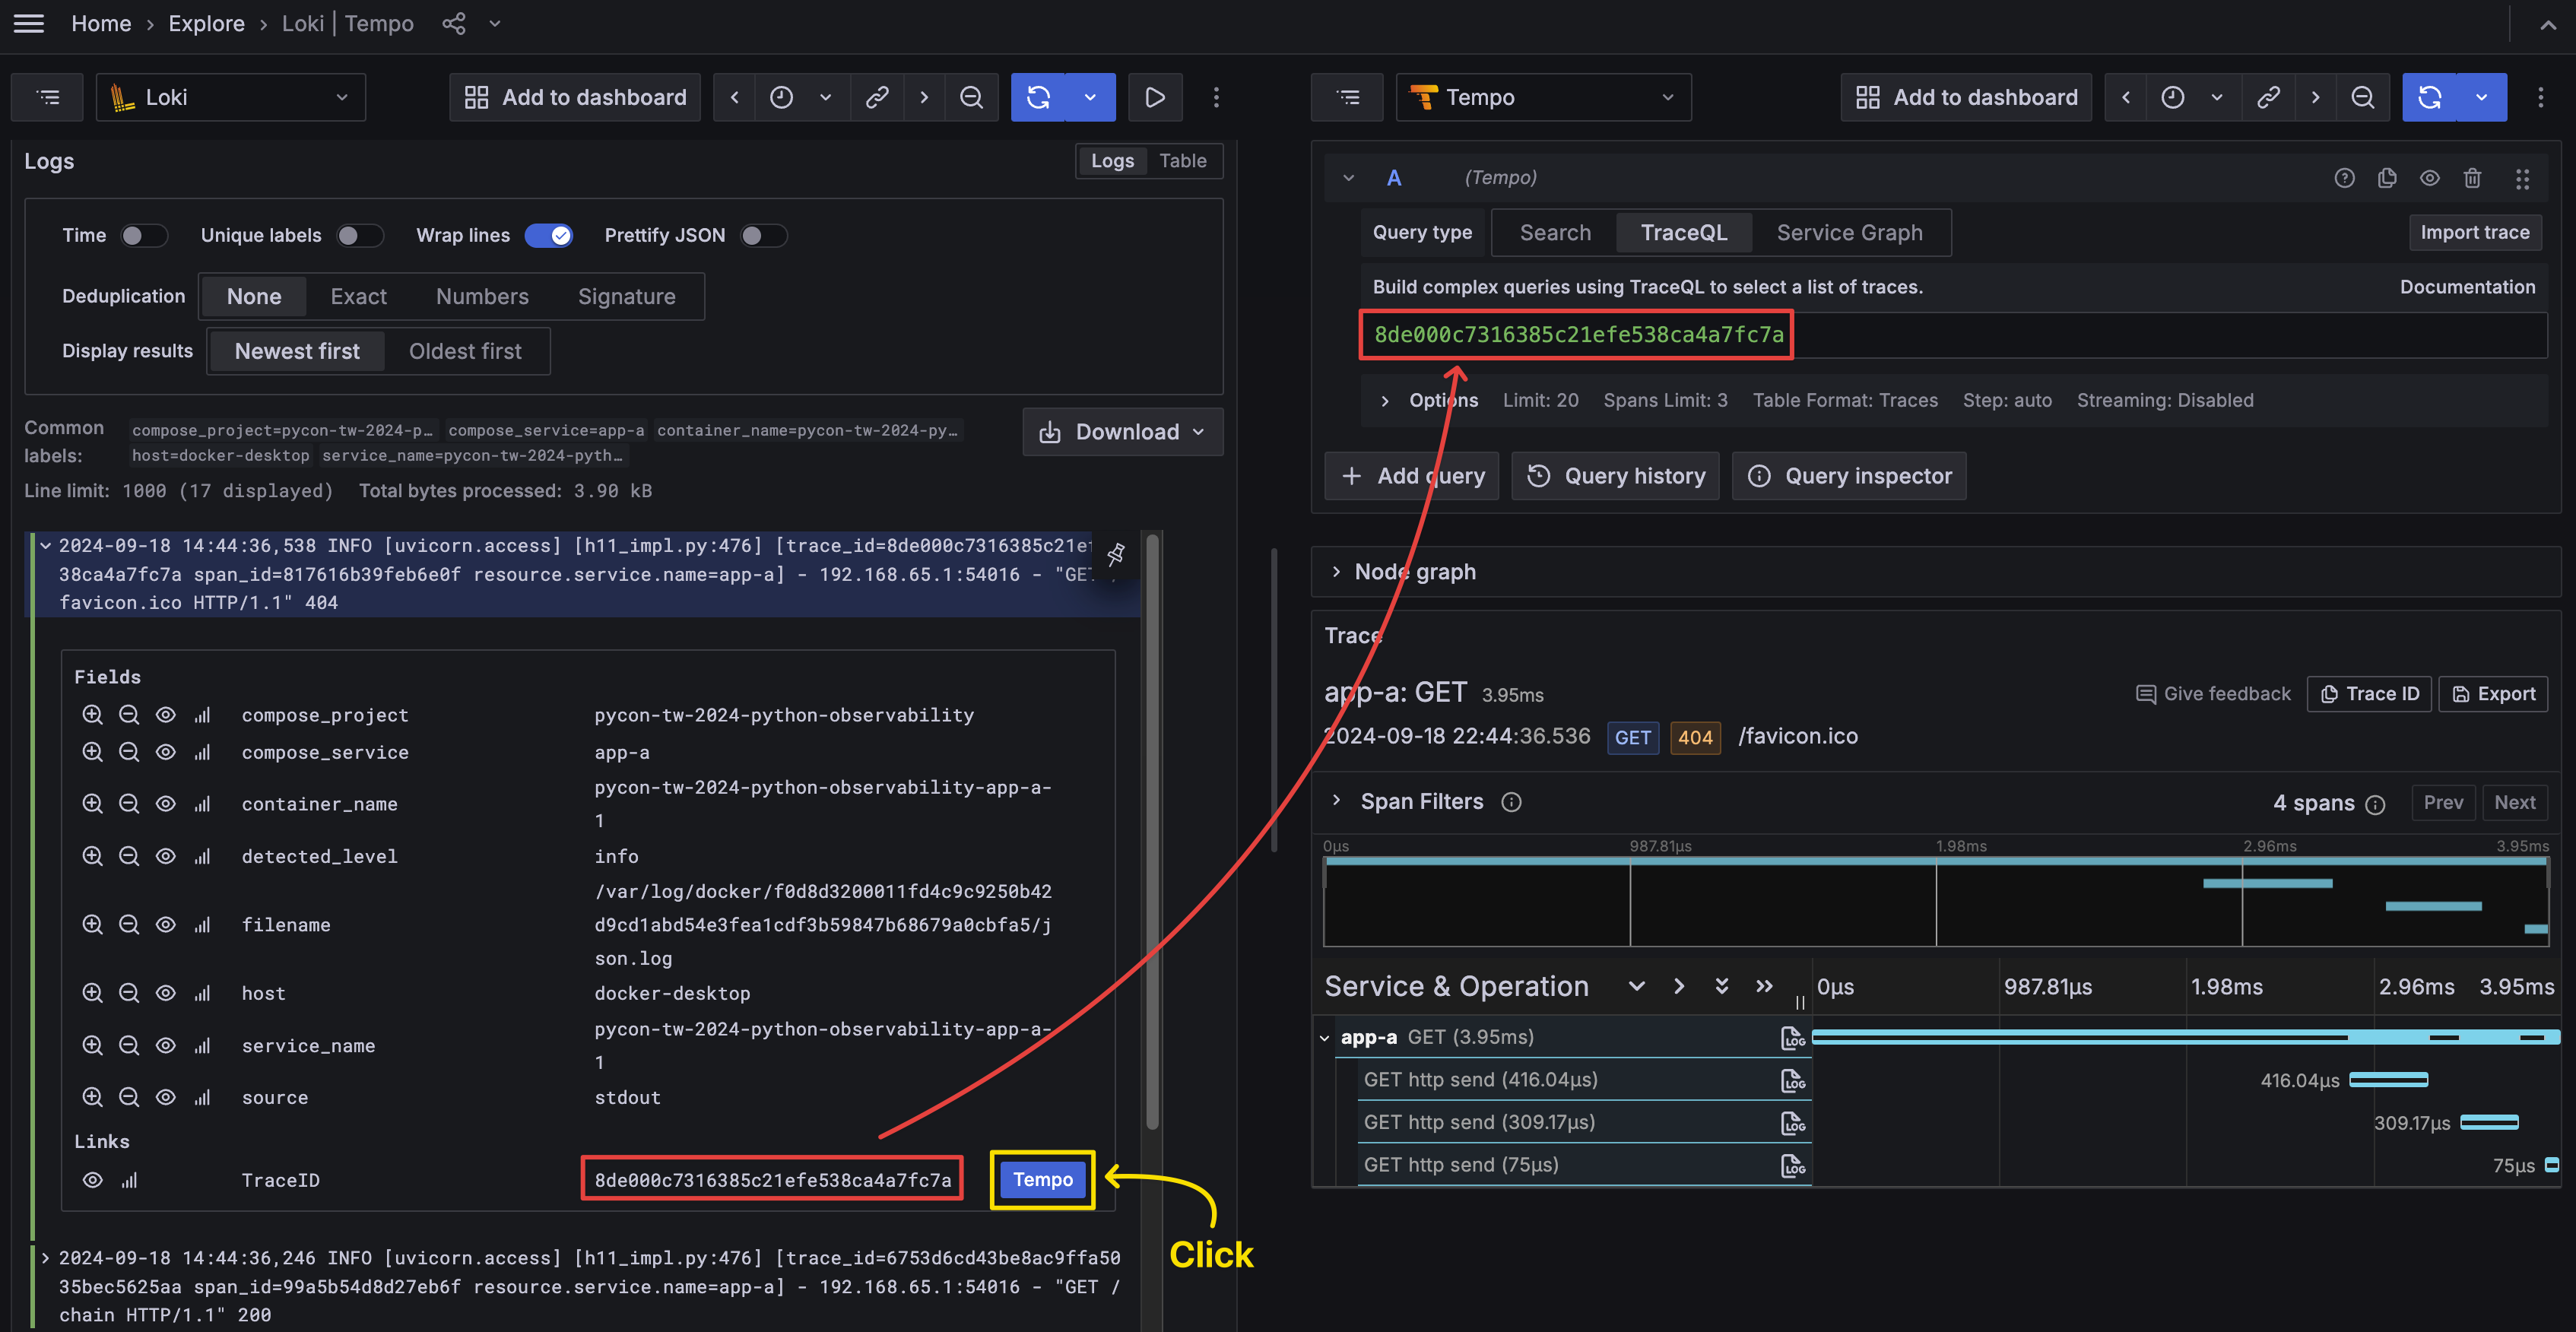 Home › Explore › Loki | Tempo
Loki
Add to dashboard
Tempo
Add to dashboard
Logs
Logs Table
Time Unique labels Wrap lines Prettify JSON
Deduplication None Exact Numbers Signature
Display results Newest first Oldest first
Common labels:
compose_project=pycon-tw-2024-p… compose_service=app-a container_name=pycon-tw-2024-py…
host=docker-desktop service_name=pycon-tw-2024-pyth…
Download
Line limit: 1000 (17 displayed) Total bytes processed: 3.90 kB
2024-09-18 14:44:36,538 INFO [uvicorn.access] [h11_impl.py:476] [trace_id=8de000c7316385c21ef
38ca4a7fc7a span_id=817616b39feb6e0f resource.service.name=app-a] - 192.168.65.1:54016 - "GET /
favicon.ico HTTP/1.1" 404
Fields
compose_project pycon-tw-2024-python-observability
compose_service app-a
container_name pycon-tw-2024-python-observability-app-a-
1
detected_level info
filename /var/log/docker/f0d8d3200011fd4c9c9250b42
d9cd1abd54e3fea1cdf3b59847b68679a0cbfa5/j
son.log
host docker-desktop
service_name pycon-tw-2024-python-observability-app-a-
1
source stdout
Links
TraceID 8de000c7316385c21efe538ca4a7fc7a Tempo
Click
2024-09-18 14:44:36,246 INFO [uvicorn.access] [h11_impl.py:476] [trace_id=6753d6cd43be8ac9ffa50
35bec5625aa span_id=99a5b54d8d27eb6f resource.service.name=app-a] - 192.168.65.1:54016 - "GET /
chain HTTP/1.1" 200
A (Tempo)
Query type Search TraceQL Service Graph Import trace
Build complex queries using TraceQL to select a list of traces. Documentation
8de000c7316385c21efe538ca4a7fc7a
Options Limit: 20 Spans Limit: 3 Table Format: Traces Step: auto Streaming: Disabled
Add query Query history Query inspector
Node graph
Trace
app-a: GET 3.95ms
Give feedback Trace ID Export
2024-09-18 22:44:36.536 GET 404 /favicon.ico
Span Filters 4 spans Prev Next
0µs 987.81µs 1.98ms 2.96ms 3.95ms
Service & Operation 0µs 987.81µs 1.98ms 2.96ms 3.95ms
app-a GET (3.95ms) LOG
GET http send (416.04µs) LOG 416.04µs
GET http send (309.17µs) LOG 309.17µs
GET http send (75µs) LOG 75µs